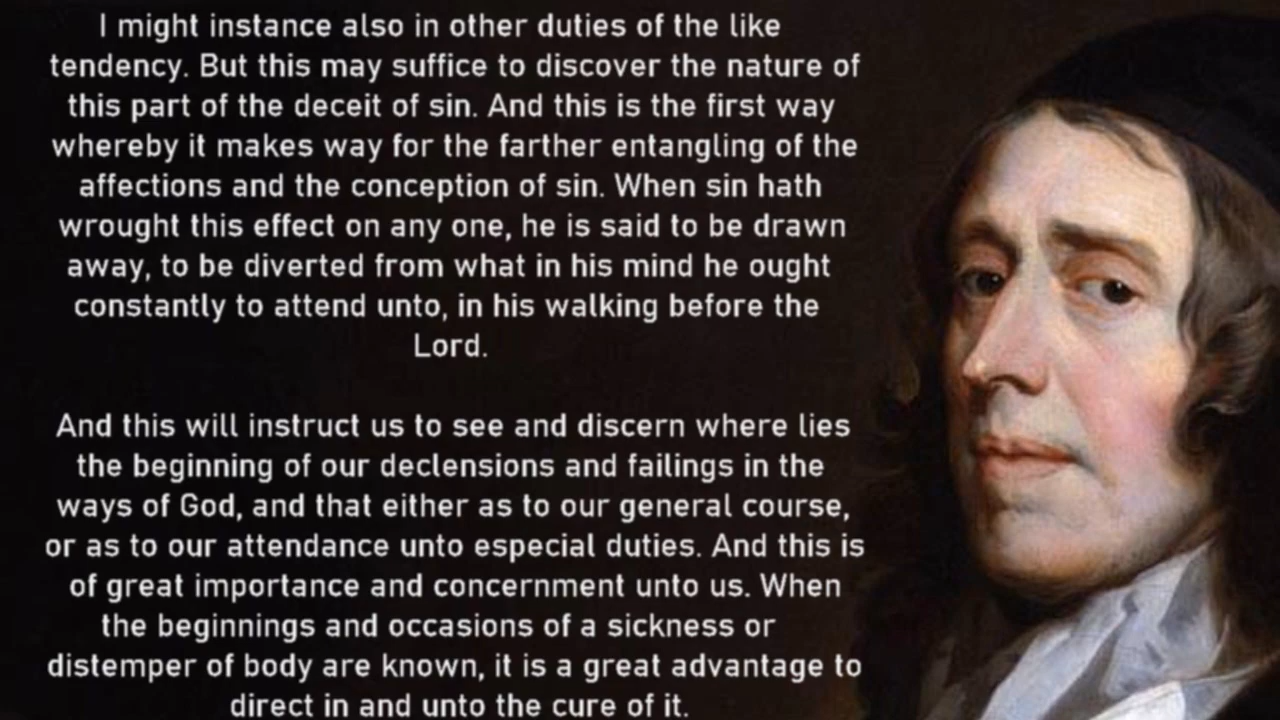 I might instance also in other duties of the like
tendency. But this may suffice to discover the nature of
this part of the deceit of sin. And this is the first way
whereby it makes way for the farther entangling of the
affections and the conception of sin. When sin hath
wrought this effect on any one, he is said to be drawn
away, to be diverted from what in his mind he ought
constantly to attend unto, in his walking before the
Lord.
And this will instruct us to see and discern where lies
the beginning of our declensions and failings in the
ways of God, and that either as to our general course,
or as to our attendance unto especial duties. And this is
of great importance and concernment unto us. When
the beginnings and occasions of a sickness or
distemper of body are known, it is a great advantage to
direct in and unto the cure of it.